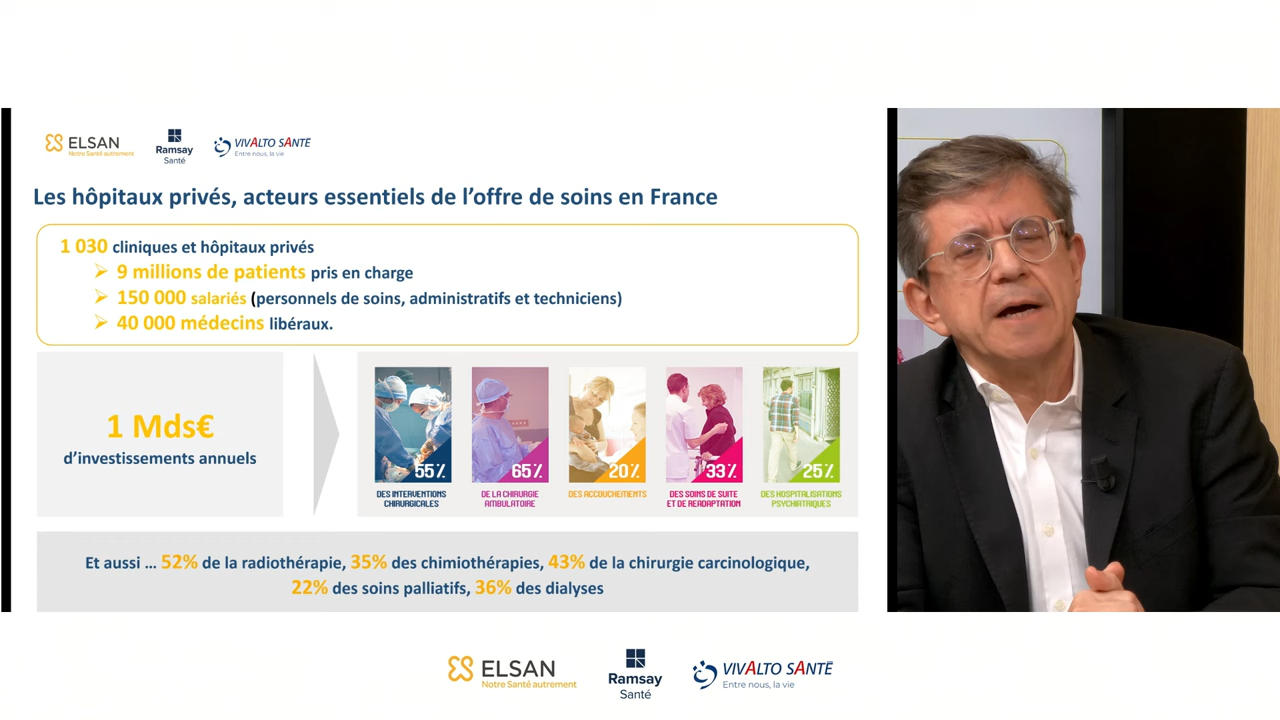 ELSAN
Notre Santé autrement
Ramsay
Santé
VIVALTO SANTÉ
Entre nous, la vie
Les hôpitaux privés, acteurs essentiels de l’offre de soins en France
1 030 cliniques et hôpitaux privés
➢ 9 millions de patients pris en charge
➢ 150 000 salariés (personnels de soins, administratifs et techniciens)
➢ 40 000 médecins libéraux.
1 Mds€
d’investissements annuels
55%
DES INTERVENTIONS
CHIRURGICALES
65%
DE LA CHIRURGIE
AMBULATOIRE
20%
DES ACCOUCHEMENTS
33%
DES SOINS DE SUITE
ET DE READAPTATION
25%
DES HOSPITALISATIONS
PSYCHIATRIQUES
Et aussi … 52% de la radiothérapie, 35% des chimiothérapies, 43% de la chirurgie carcinologique,
22% des soins palliatifs, 36% des dialyses
ELSAN
Notre Santé autrement
Ramsay
Santé
VIVALTO SANTÉ
Entre nous, la vie